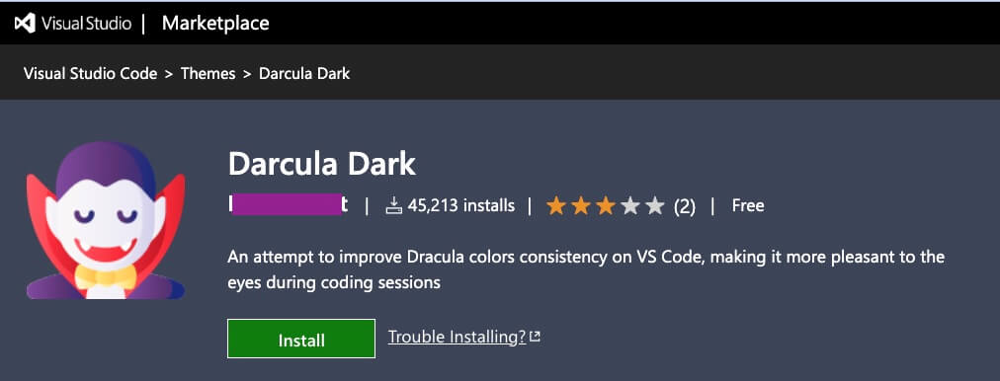 Visual Studio | Marketplace
Visual Studio Code > Themes > Darcula Dark
Darcula Dark
| 45,213 installs | (2) | Free
An attempt to improve Dracula colors consistency on VS Code, making it more pleasant to the
eyes during coding sessions
Install Trouble Installing?